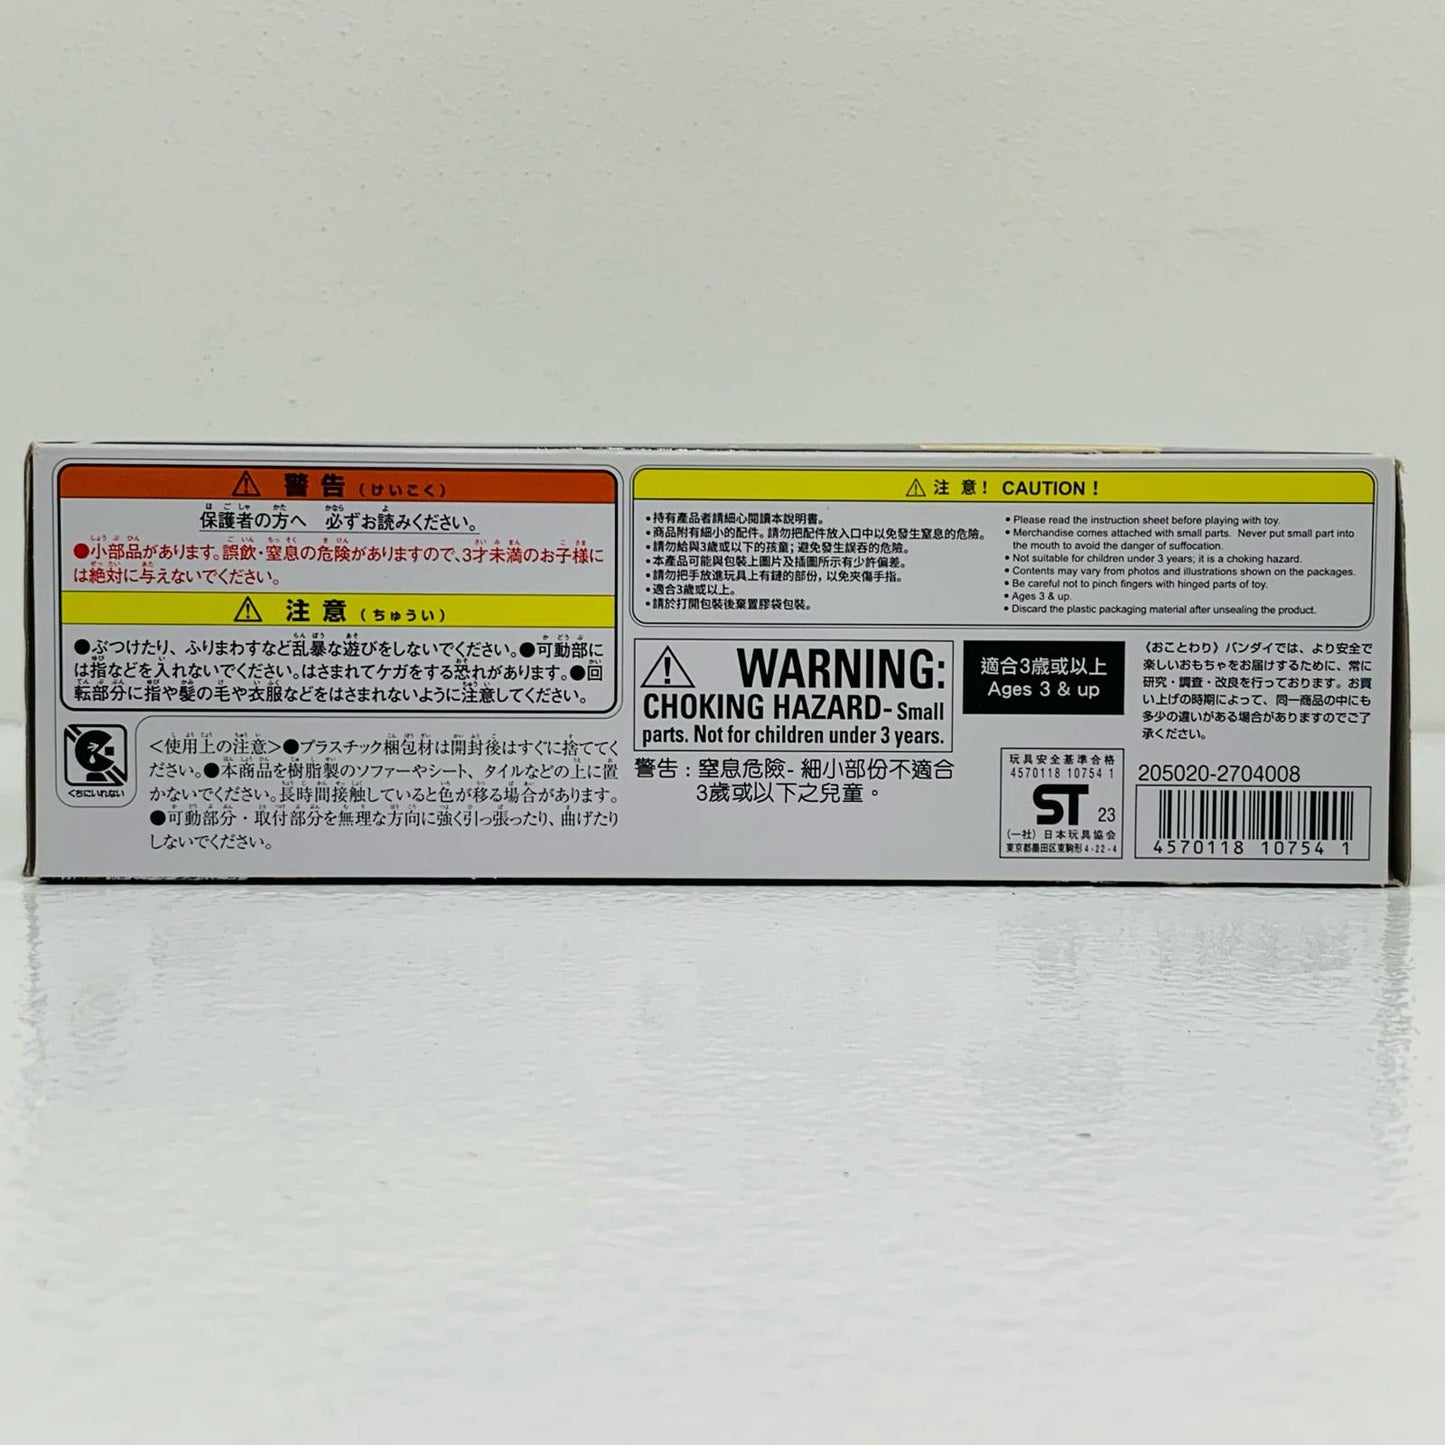 警告（けいこく）
保護者の方へ 必ずお読みください。
●小部品があります。誤飲・窒息の危険がありますので、3才未満のお子様に
は絶対に与えないでください。
注意（ちゅうい）
●ぶつけたり、ふりまわすなど乱暴な遊びをしないでください。●可動部に
は指などを入れないでください。はさまれてケガをする恐れがあります。●回
転部分に指や髪の毛や衣服などをはさまれないように注意してください。
くちにいれない
＜使用上の注意＞●プラスチック梱包材は開封後はすぐに捨ててく
ださい。●本商品を樹脂製のソファーやシート、タイルなどの上に置
かないでください。長時間接触していると色が移る場合があります。
●可動部分・取付部分を無理な方向に強く引っ張ったり、曲げたり
しないでください。
注意！ CAUTION！
•持有產品者請細心閱讀本說明書。
•商品附有細小的配件。請勿把配件放入口中以免發生窒息的危險。
•請勿給與3歲或以下的孩童；避免發生誤吞的危險。
•本產品可能與包裝上圖片及插圖所示有少許偏差。
•請勿把手放進玩具上有鏈的部份，以免夾傷手指。
•適合3歲或以上。
•請於打開包裝後棄置膠袋包裝。
• Please read the instruction sheet before playing with toy.
• Merchandise comes attached with small parts. Never put small part into
the mouth to avoid the danger of suffocation.
• Not suitable for children under 3 years; it is a choking hazard.
• Contents may vary from photos and illustrations shown on the packages.
• Be careful not to pinch fingers with hinged parts of toy.
• Ages 3 & up.
• Discard the plastic packaging material after unsealing the product.
WARNING:
CHOKING HAZARD- Small
parts. Not for children under 3 years.
警告：窒息危險- 細小部份不適合
3歲或以下之兒童。
適合3歲或以上
Ages 3 & up
《おことわり》バンダイでは、より安全で
楽しいおもちゃをお届けするために、常に
研究・調査・改良を行っております。お買
い上げの時期によって、同一商品の中にも
多少の違いがある場合がありますのでご了
承ください。
玩具安全基準合格
4570118 10754 1
ST 23
（一社）日本玩具協会
東京都墨田区東駒形4-22-4
205020-2704008
4570118 10754 1